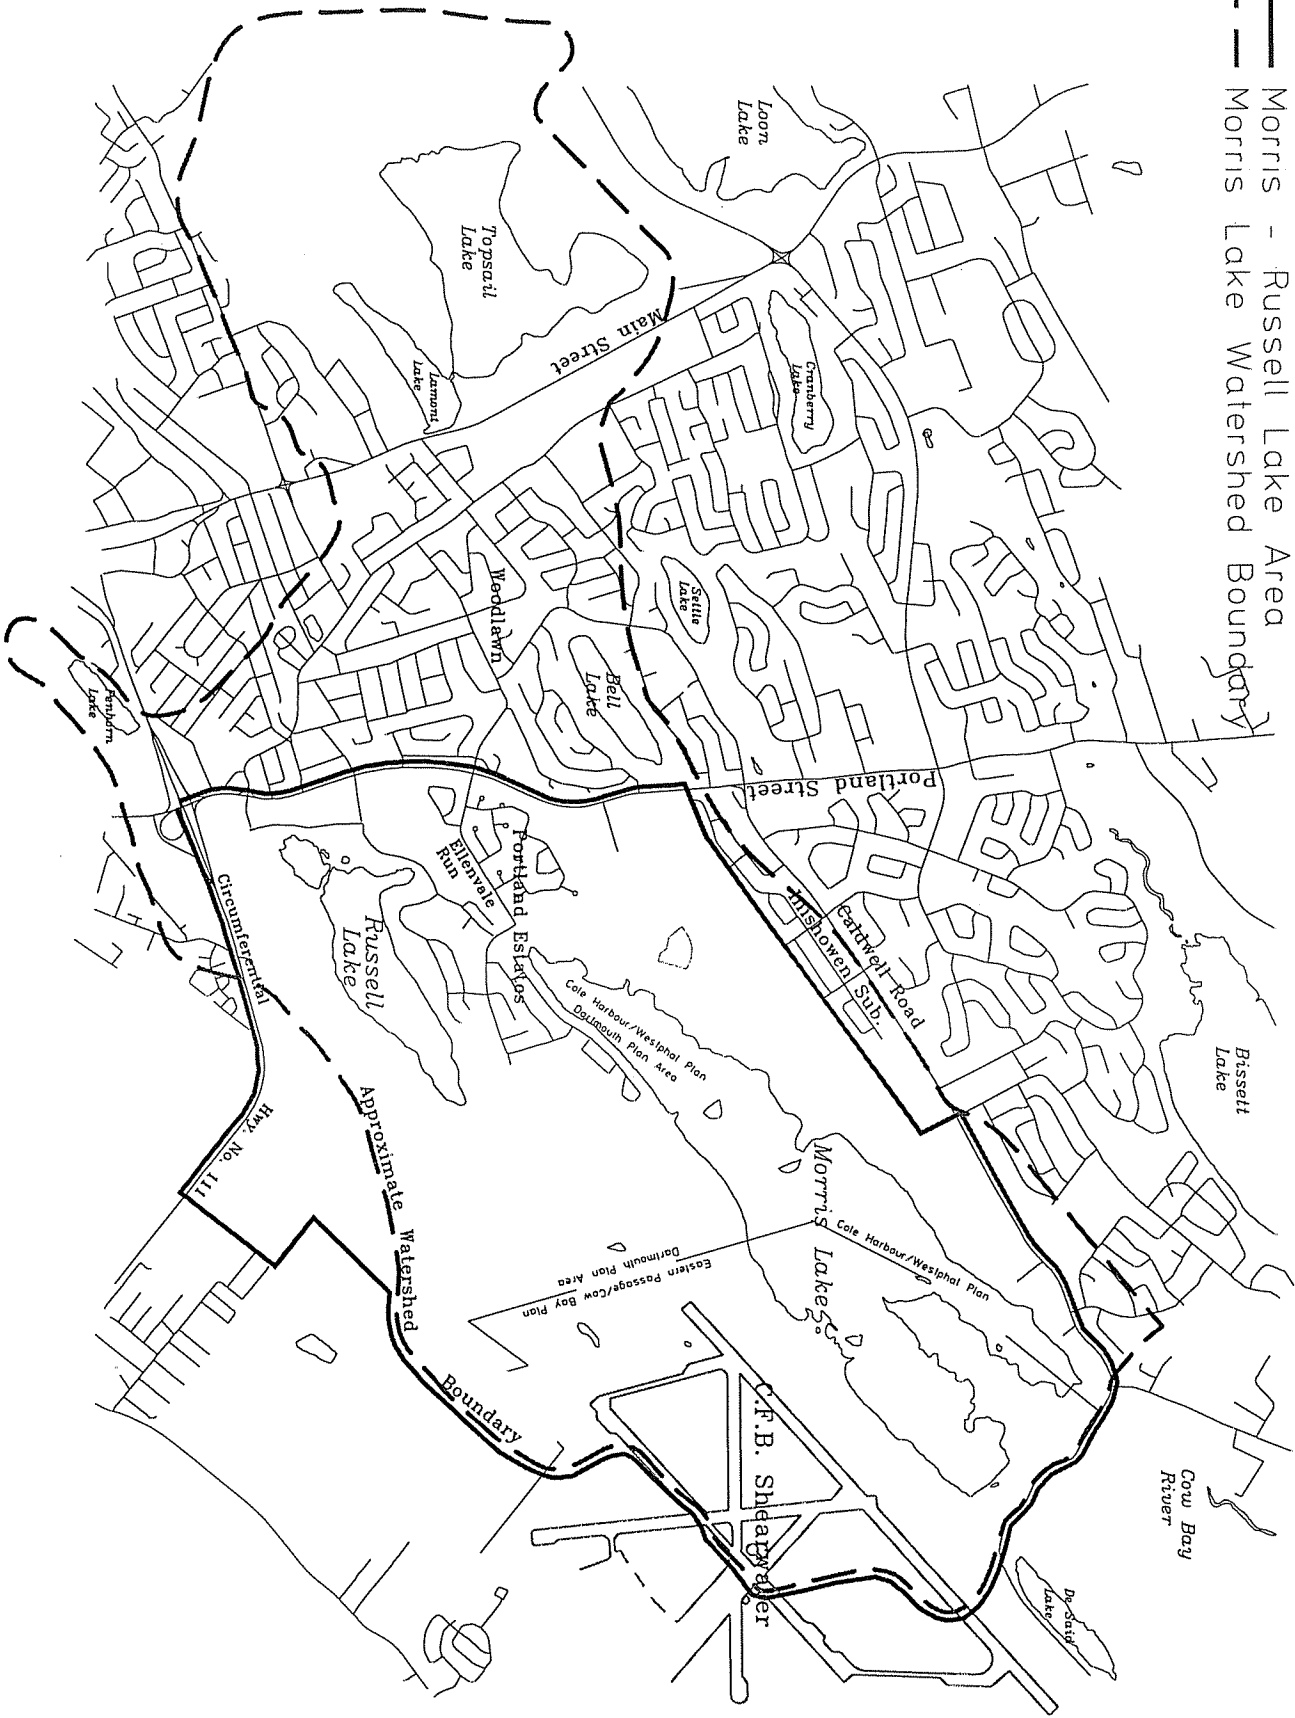 Morris - Russell Lake Area
Morris Lake Watershed Boundary
Loon
Lake
Topsail
Lake
Lamont
Lake
Main Street
Cranberry
Lake
Settle
Lake
Woodlawn
Bell
Lake
Penhorn
Lake
Portland Street
Portland Estates
Ellenvale
Run
Russell
Lake
Circumferential
Hwy. No. 111
Caldwell Road
Inishowen Sub.
Bissett
Lake
Cole Harbour/Westphal Plan
Dartmouth Plan Area
Morris Lakes
Cole Harbour/Westphal Plan
Eastern Passage/Cow Bay Plan
Dartmouth Plan Area
Approximate Watershed
Boundary
C.F.B. Shearwater
Cow Bay
River
De Said
Lake